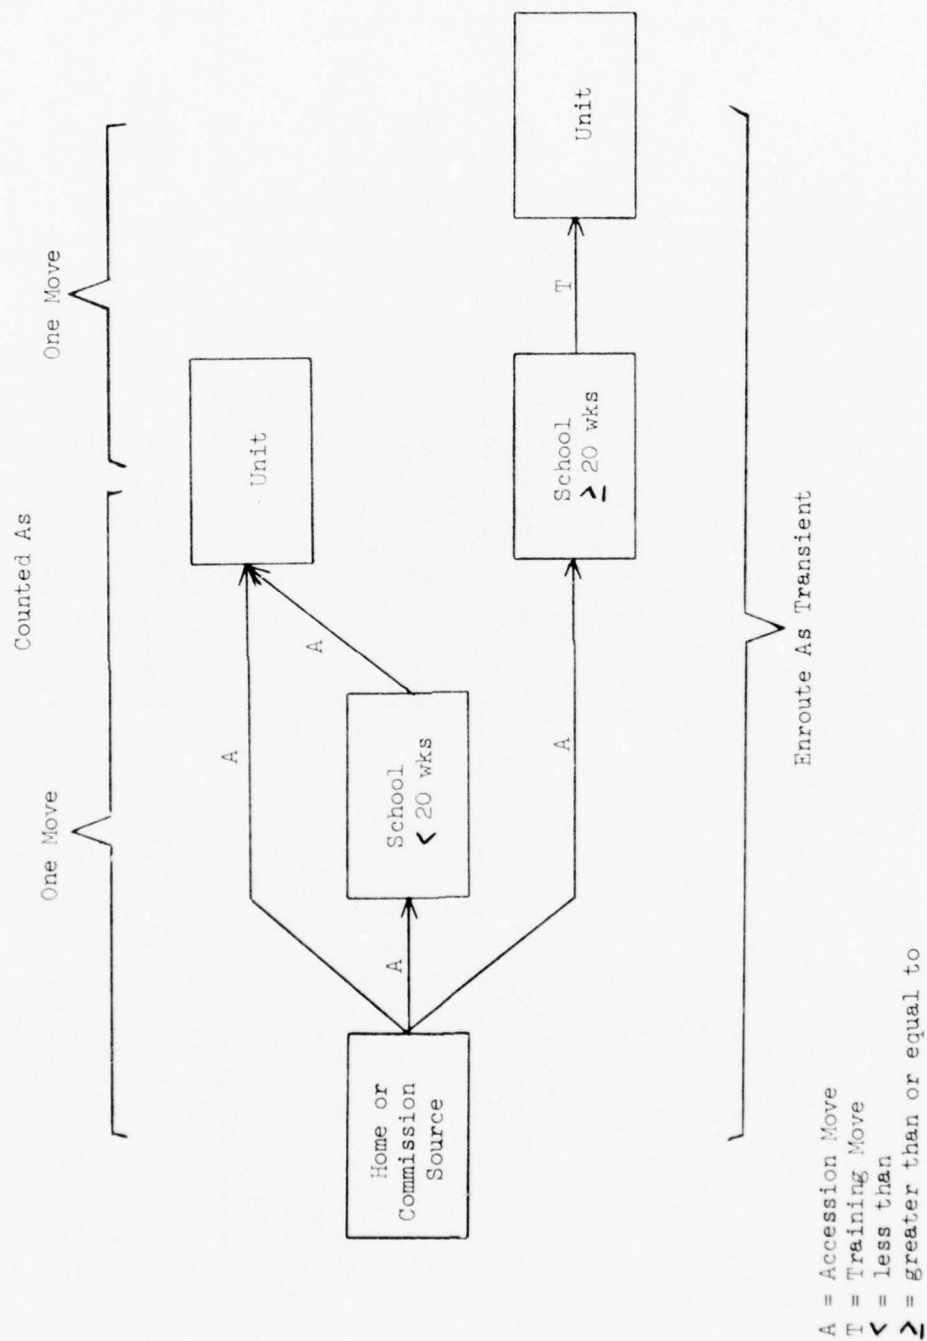 Counted As
One Move
One Move
Unit
A
A
School
< 20 wks
A
Home or
Commission
Source
A
School
≥ 20 wks
T
Unit
Enroute As Transient
A = Accession Move
T = Training Move
< = less than
≥ = greater than or equal to